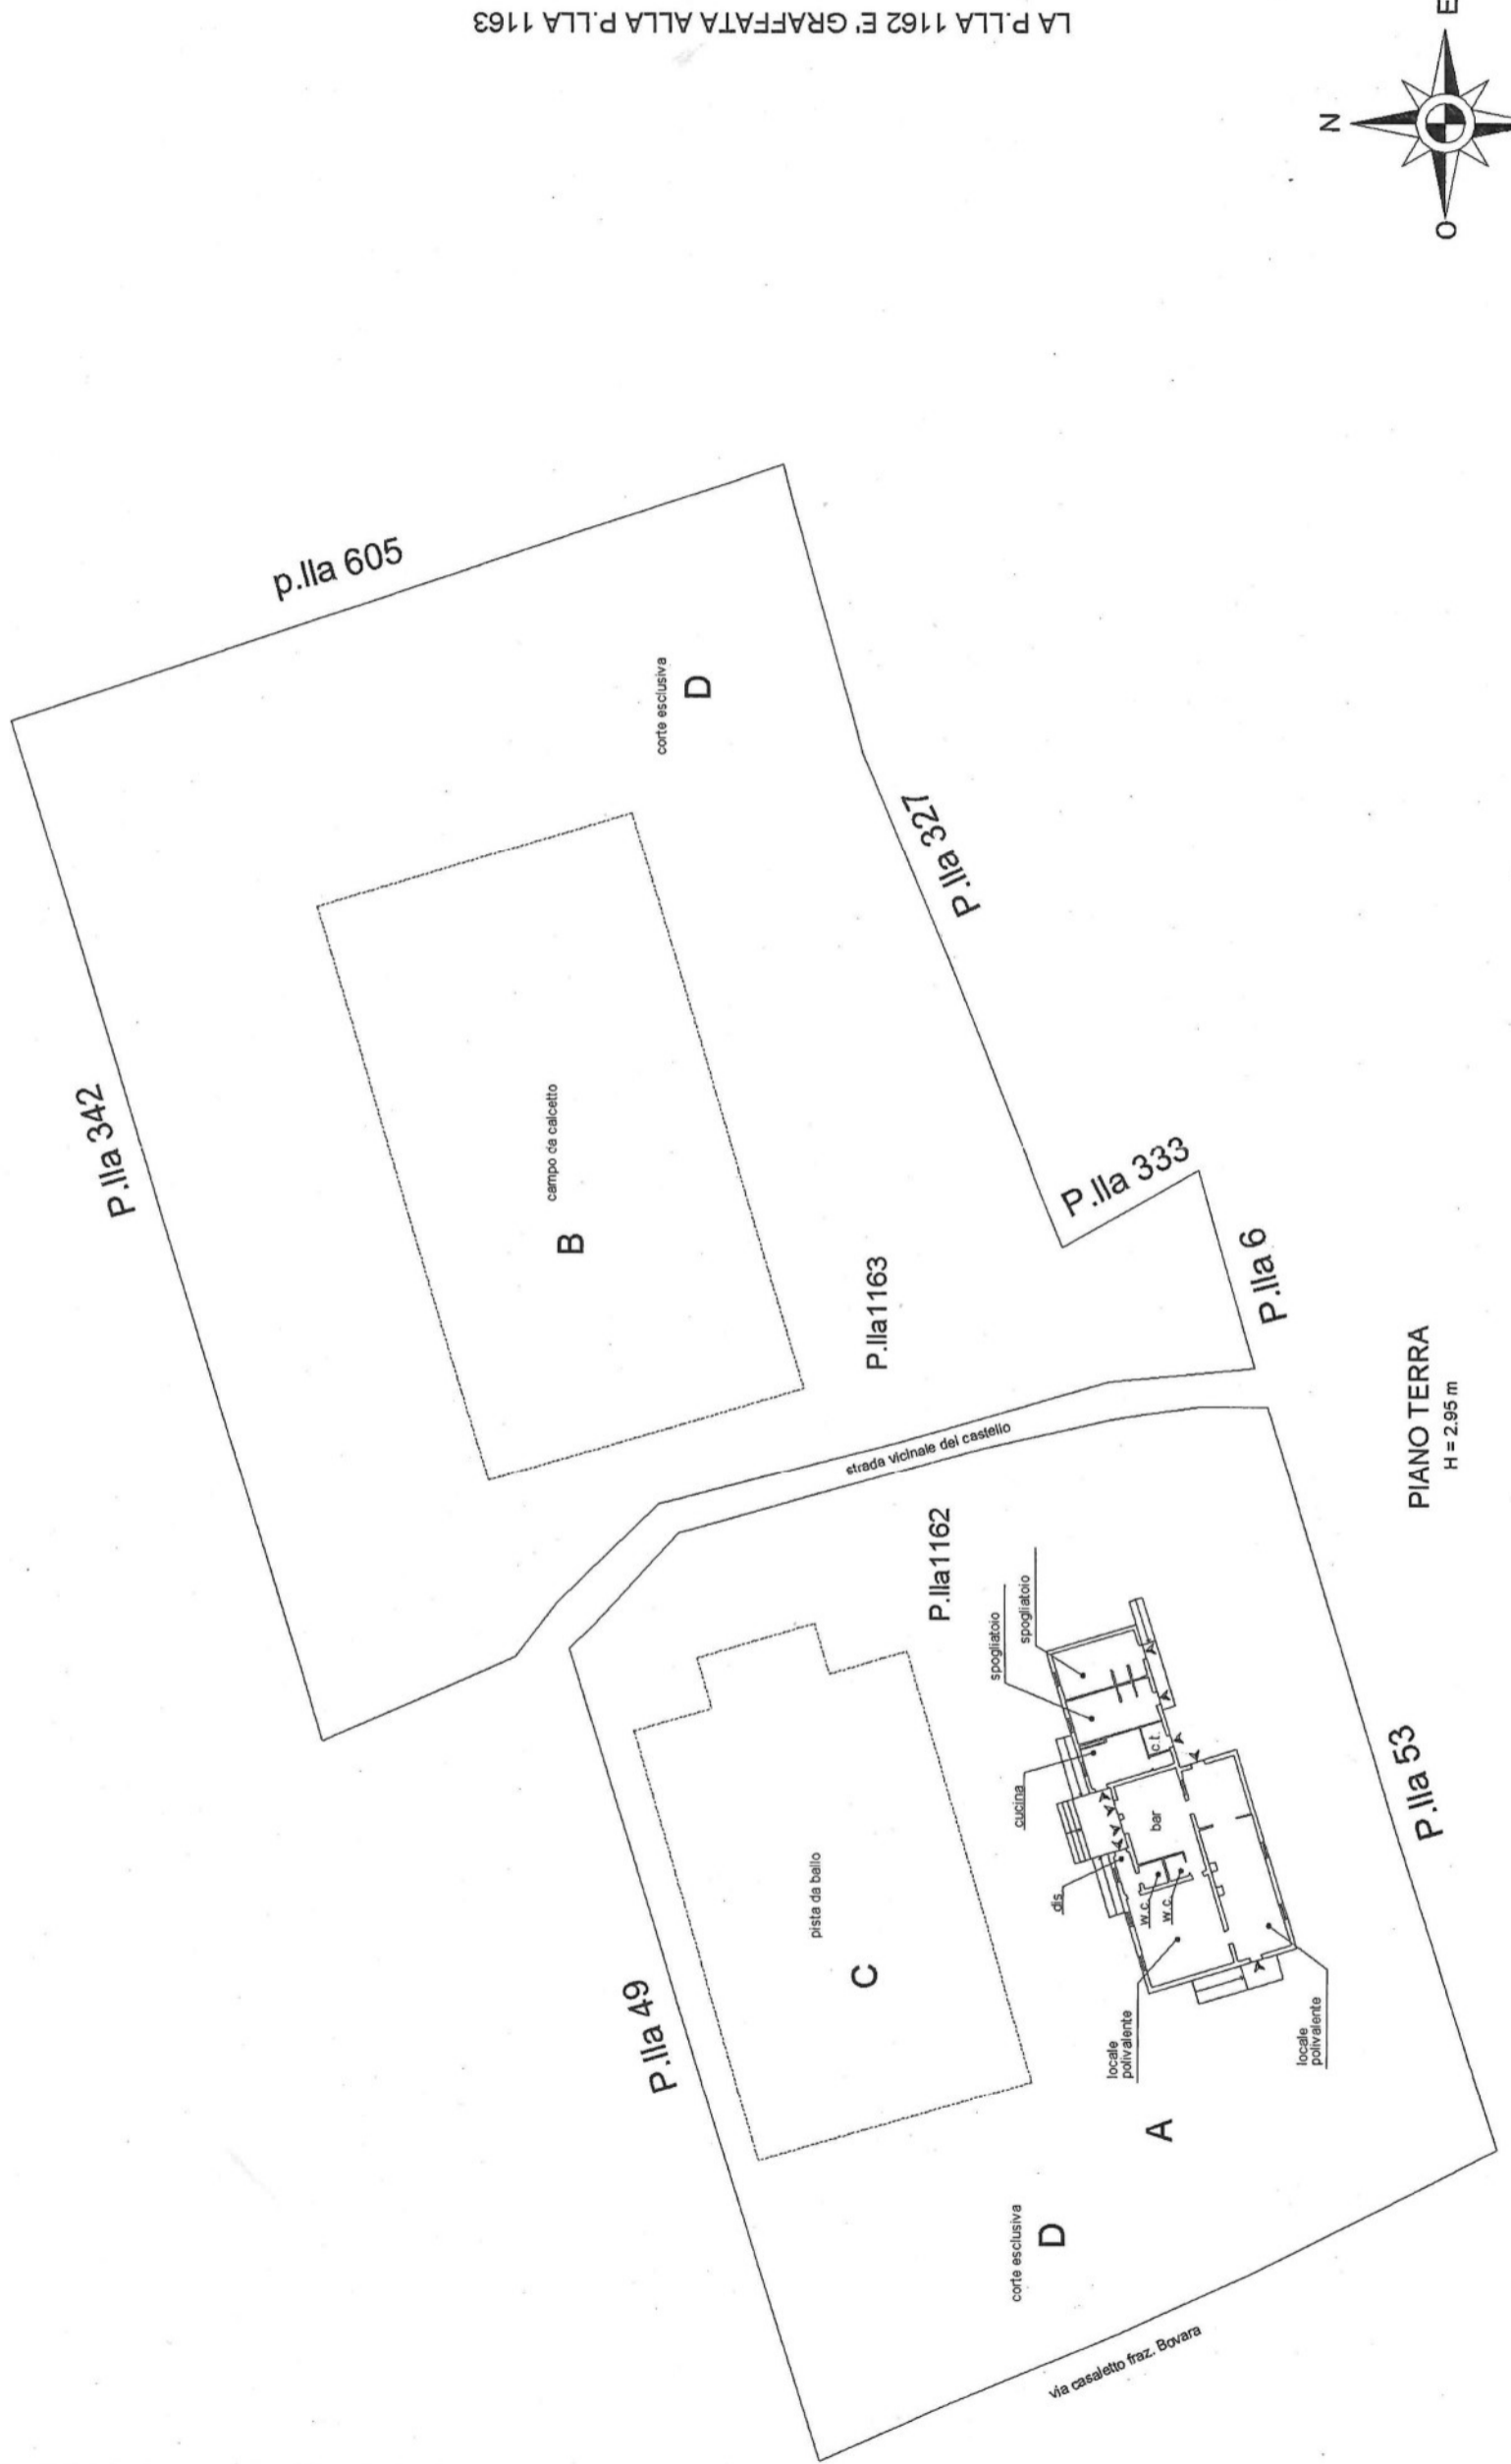 LA P.LLA 1162 E' GRAFFATA ALLA P.LLA 1163
N
E
O
p.lla 605
P.lla 342
corte esclusiva
D
P.lla 327
campo da calcetto
B
P.lla 333
P.lla 6
P.lla1163
strada vicinale del castello
P.lla1162
spogliatoio
spogliatoio
cucina
c.t.
bar
dis
w.c.
w.c.
locale
polivalente
locale
polivalente
pista da ballo
C
P.lla 49
P.lla 53
A
corte esclusiva
D
via casaletto fraz. Bovara
PIANO TERRA
H = 2.95 m